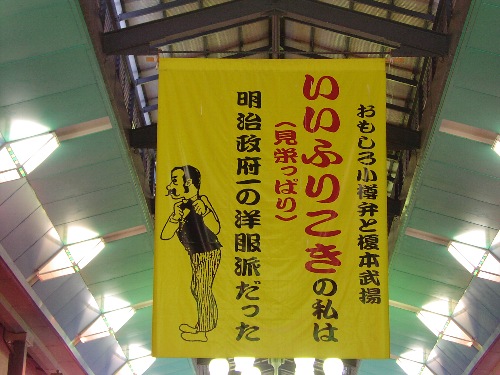 おもしろ小樽弁と榎本武揚
いいふりこきの私は
(見栄っぱり)
明治政府一の洋服派だった